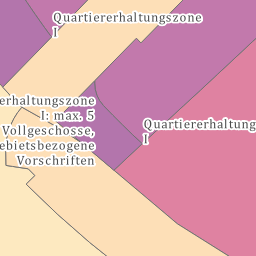 Quartiererhaltungszone
I
erhaltungszone
I: max. 5
Vollgeschosse,
ebietsbezogene
Vorschriften
Quartiererhaltung
I